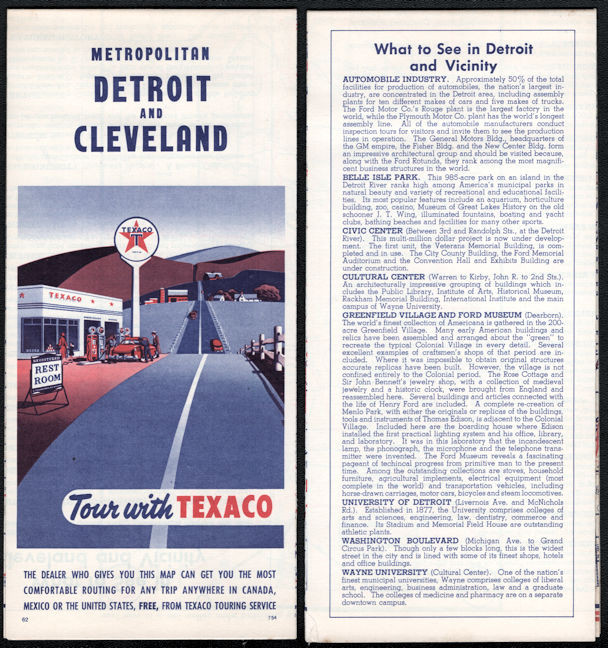 METROPOLITAN
DETROIT
AND
CLEVELAND
TEXACO
T
TEXACO
REGISTERED
REST
ROOM
Tour with TEXACO
THE DEALER WHO GIVES YOU THIS MAP CAN GET YOU THE MOST
COMFORTABLE ROUTING FOR ANY TRIP ANYWHERE IN CANADA,
MEXICO OR THE UNITED STATES, FREE, FROM TEXACO TOURING SERVICE
62
754
What to See in Detroit
and Vicinity
AUTOMOBILE INDUSTRY. Approximately 50% of the total
facilities for production of automobiles, the nation's largest in-
dustry, are concentrated in the Detroit area, including assembly
plants for ten different makes of cars and five makes of trucks.
The Ford Motor Co.'s Rouge plant is the largest factory in the
world, while the Plymouth Motor Co. plant has the world's longest
assembly line. All of the automobile manufacturers conduct
inspection tours for visitors and invite them to see the production
lines in operation. The General Motors Bldg., headquarters of
the GM empire, the Fisher Bldg. and the New Center Bldg. form
an impressive architectural group and should be visited because,
along with the Ford Rotunda, they rank among the most magnifi-
cent business structures in the world.
BELLE ISLE PARK. This 985-acre park on an island in the
Detroit River ranks high among America's municipal parks in
natural beauty and variety of recreational and educational facili-
ties. Its most popular features include an aquarium, horticulture
building, zoo, casino, Museum of Great Lakes History on the old
schooner J. T. Wing, illuminated fountains, boating and yacht
clubs, bathing beaches and facilities for many other sports.
CIVIC CENTER (Between 3rd and Randolph Sts., at the Detroit
River). This multi-million dollar project is now under develop-
ment. The first unit, the Veterans Memorial Building, is com-
pleted and in use. The City County Building, the Ford Memorial
Auditorium and the Convention Hall and Exhibits Building are
under construction.
CULTURAL CENTER (Warren to Kirby, John R. to 2nd Sts.).
An architecturally impressive grouping of buildings which in-
cludes the Public Library, Institute of Arts, Historical Museum,
Rackham Memorial Building, International Institute and the main
campus of Wayne University.
GREENFIELD VILLAGE AND FORD MUSEUM (Dearborn).
The world's finest collection of Americana is gathered in the 200-
acre Greenfield Village. Many early American buildings and
relics have been assembled and arranged about the "green" to
recreate the typical Colonial Village in every detail. Several
excellent examples of craftsmen's shops of that period are in-
cluded. Where it was impossible to obtain original structures
accurate replicas have been built. However, the village is not
confined entirely to the Colonial period. The Rose Cottage and
Sir John Bennett's jewelry shop, with a collection of medieval
jewelry and a historic clock, were brought from England and
reassembled here. Several buildings and articles connected with
the life of Henry Ford are included. A complete re-creation of
Menlo Park, with either the originals or replicas of the buildings,
tools and instruments of Thomas Edison, is adjacent to the Colonial
Village. Included here are the boarding house where Edison
installed the first practical lighting system and his office, library,
and laboratory. It was in this laboratory that the incandescent
lamp, the phonograph, the microphone and the telephone trans-
mitter were invented. The Ford Museum reveals a fascinating
pageant of techincal progress from primitive man to the present
time. Among the outstanding collections are stoves, household
furniture, agricultural implements, electrical equipment (most
complete in the world) and transportation vehicles, including
horse-drawn carriages, motor cars, bicycles and steam locomotives.
UNIVERSITY OF DETROIT (Livernois Ave. and McNichols
Rd.). Established in 1877, the University comprises colleges of
arts and sciences, engineering, law, dentistry, commerce and
finance. Its Stadium and Memorial Field House are outstanding
athletic plants.
WASHINGTON BOULEVARD (Michigan Ave. to Grand
Circus Park). Though only a few blocks long, this is the widest
street in the city and is lined with some of its finest shops, hotels
and office buildings.
WAYNE UNIVERSITY (Cultural Center). One of the nation's
finest municipal universities, Wayne comprises colleges of liberal
arts, engineering, business administration, law and a graduate
school. The colleges of medicine and pharmacy are on a separate
downtown campus.